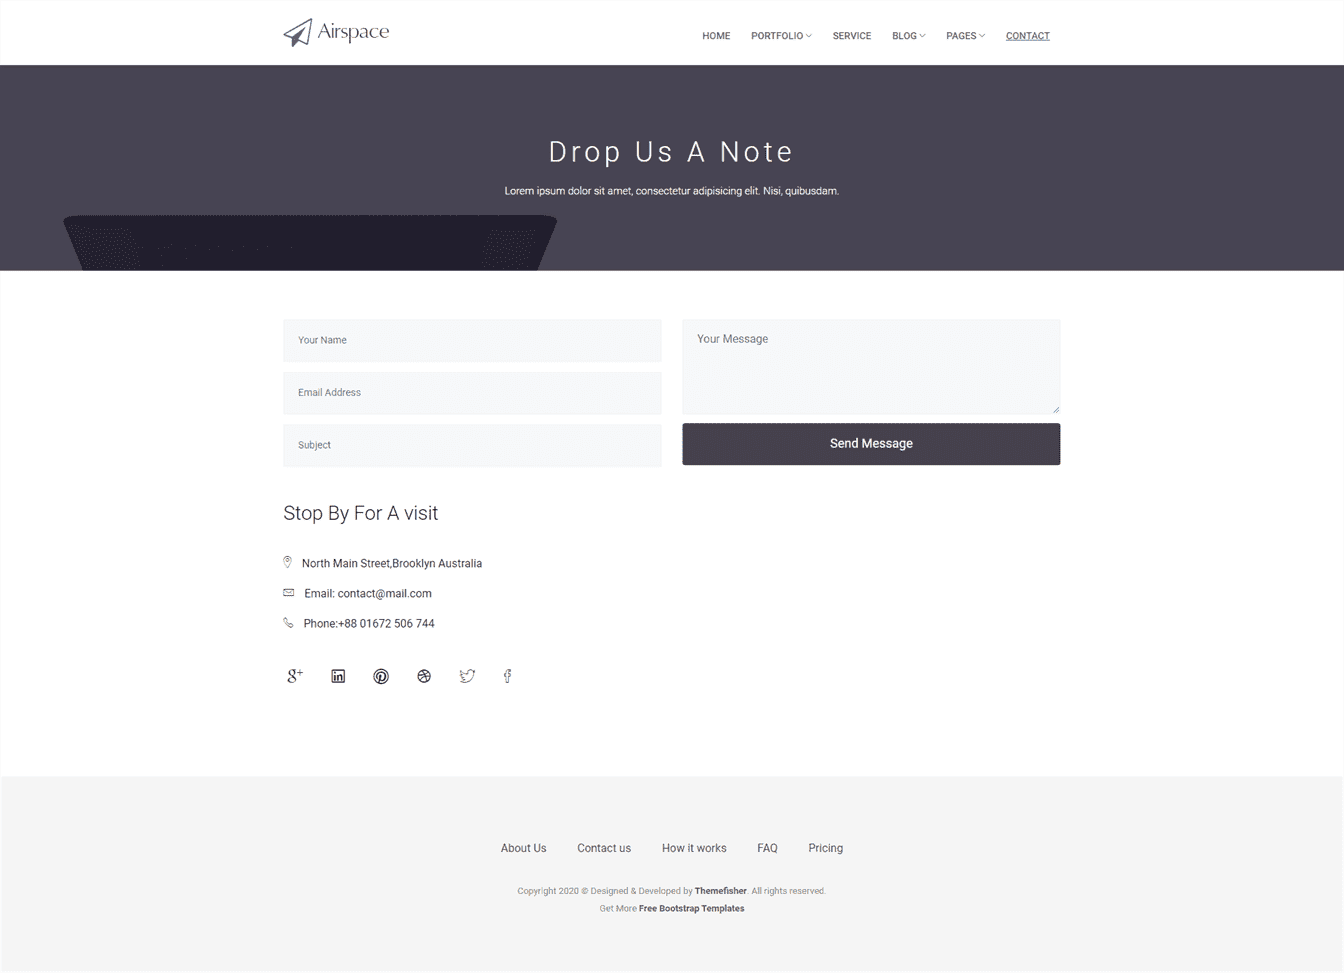 Airspace
HOME PORTFOLIO SERVICE BLOG PAGES CONTACT
Drop Us A Note
Lorem ipsum dolor sit amet, consectetur adipisicing elit. Nisi, quibusdam.
Your Name
Email Address
Subject
Your Message
Send Message
Stop By For A visit
North Main Street,Brooklyn Australia
Email: contact@mail.com
Phone:+88 01672 506 744
About Us Contact us How it works FAQ Pricing
Copyright 2020 © Designed & Developed by Themefisher. All rights reserved.
Get More Free Bootstrap Templates